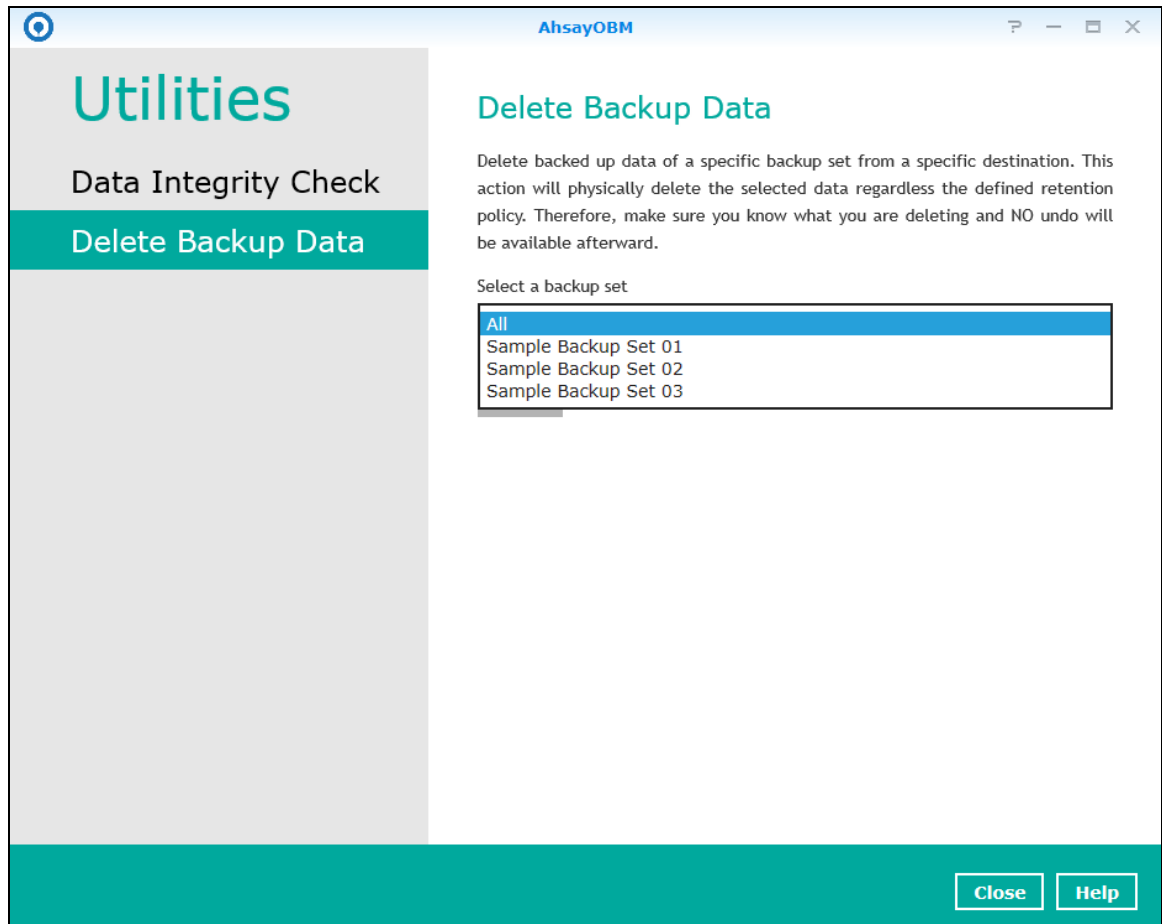 AhsayOBM
Utilities
Data Integrity Check
Delete Backup Data
Delete Backup Data
Delete backed up data of a specific backup set from a specific destination. This
action will physically delete the selected data regardless the defined retention
policy. Therefore, make sure you know what you are deleting and NO undo will
be available afterward.
Select a backup set
All
Sample Backup Set 01
Sample Backup Set 02
Sample Backup Set 03
Close
Help